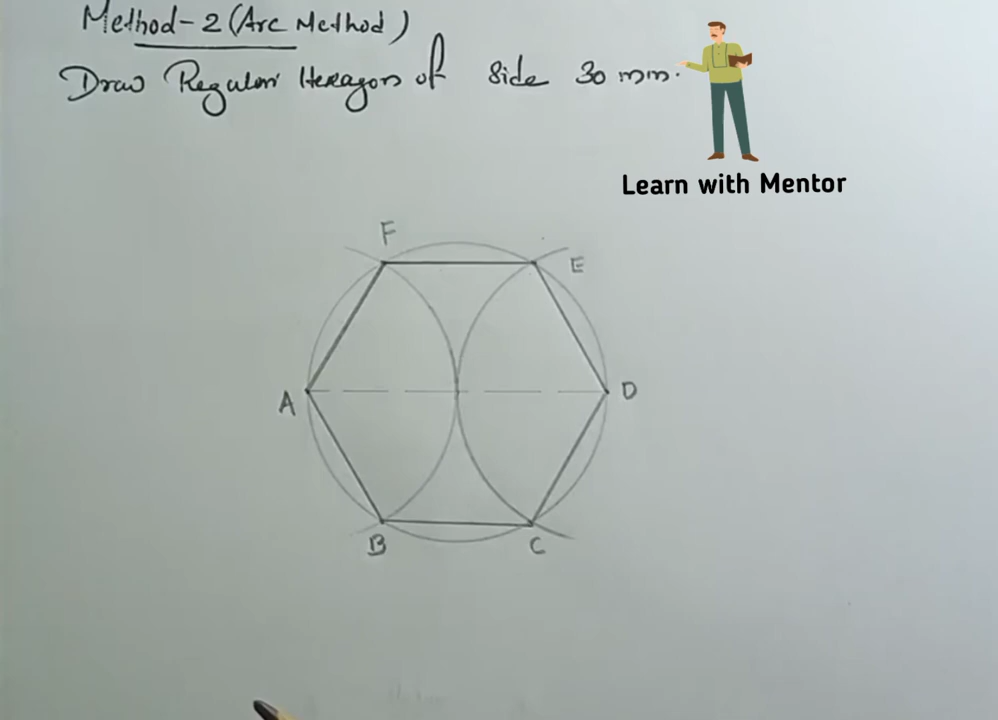 Method-2 (Arc Method)
Draw Regular Hexagon of side 30 mm.
Learn with Mentor
F
E
A
D
B
C